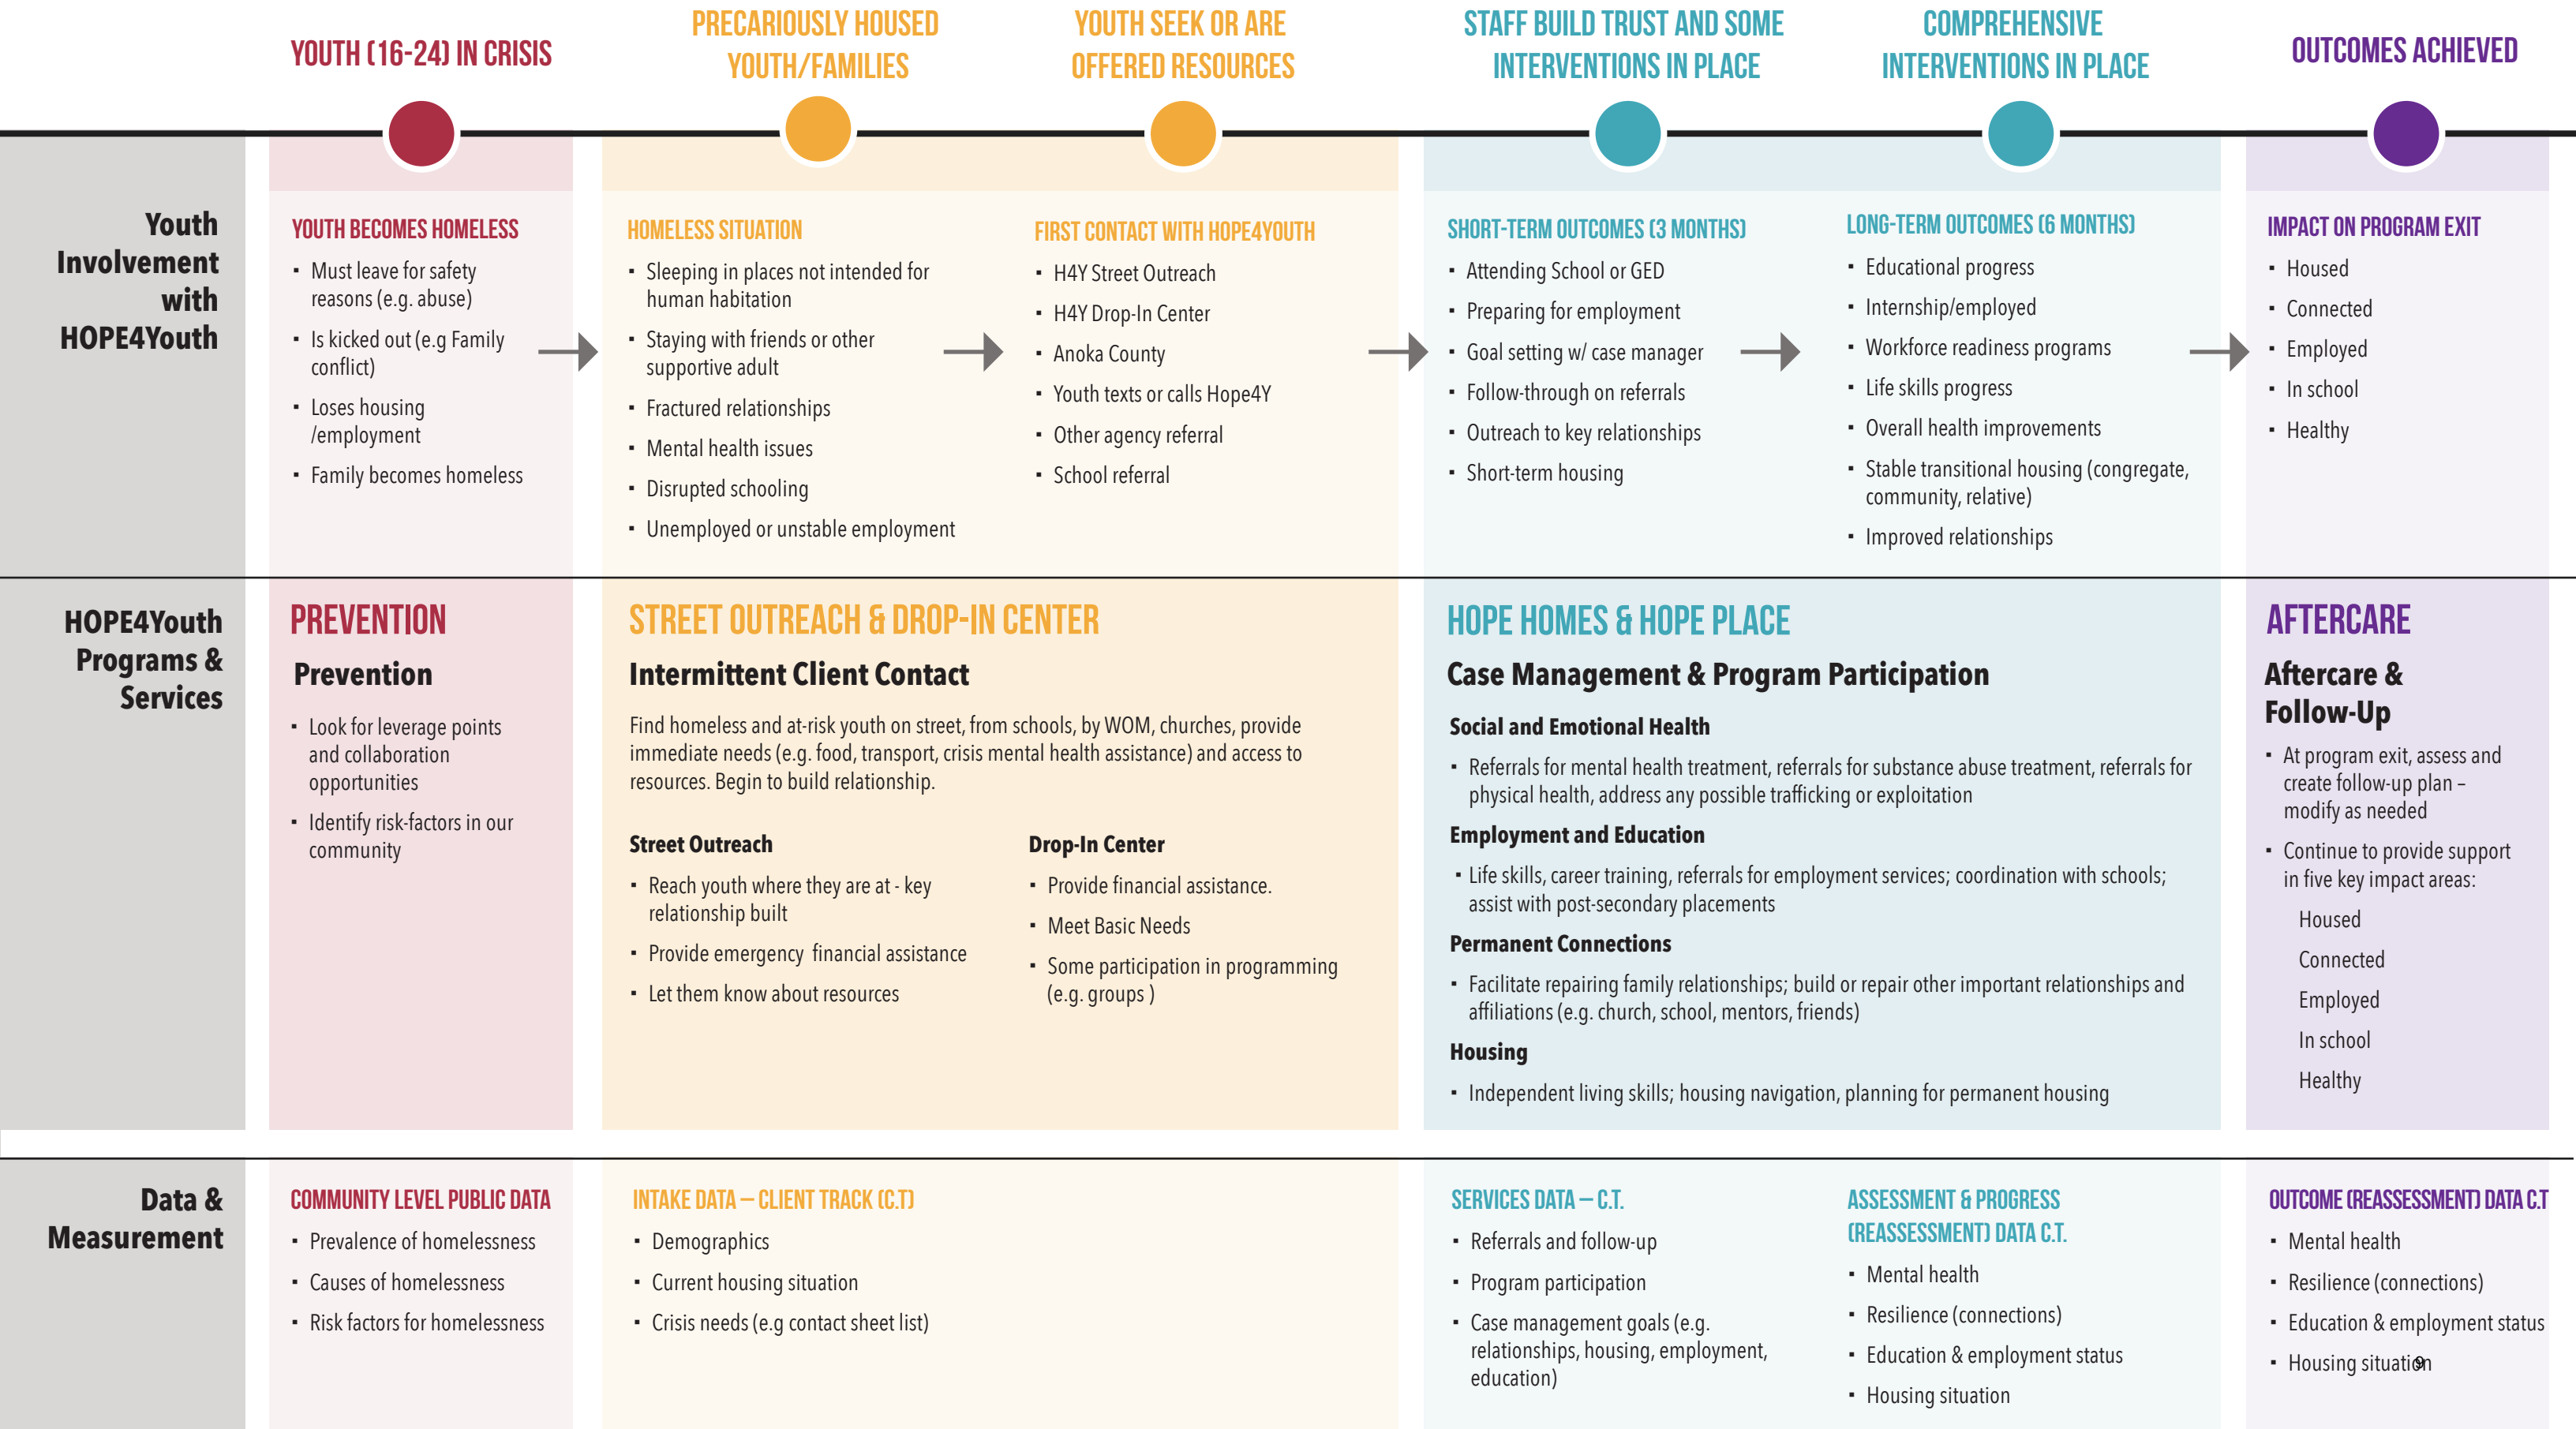 YOUTH (16-24) IN CRISIS
PRECARIOUSLY HOUSED
YOUTH/FAMILIES
YOUTH SEEK OR ARE
OFFERED RESOURCES
STAFF BUILD TRUST AND SOME
INTERVENTIONS IN PLACE
COMPREHENSIVE
INTERVENTIONS IN PLACE
OUTCOMES ACHIEVED
Youth
Involvement
with
HOPE4Youth
YOUTH BECOMES HOMELESS
▪ Must leave for safety
reasons (e.g. abuse)
▪ Is kicked out (e.g Family
conflict)
▪ Loses housing
/employment
▪ Family becomes homeless
HOMELESS SITUATION
▪ Sleeping in places not intended for
human habitation
▪ Staying with friends or other
supportive adult
▪ Fractured relationships
▪ Mental health issues
▪ Disrupted schooling
▪ Unemployed or unstable employment
FIRST CONTACT WITH HOPE4YOUTH
▪ H4Y Street Outreach
▪ H4Y Drop-In Center
▪ Anoka County
▪ Youth texts or calls Hope4Y
▪ Other agency referral
▪ School referral
SHORT-TERM OUTCOMES (3 MONTHS)
▪ Attending School or GED
▪ Preparing for employment
▪ Goal setting w/ case manager
▪ Follow-through on referrals
▪ Outreach to key relationships
▪ Short-term housing
LONG-TERM OUTCOMES (6 MONTHS)
▪ Educational progress
▪ Internship/employed
▪ Workforce readiness programs
▪ Life skills progress
▪ Overall health improvements
▪ Stable transitional housing (congregate,
community, relative)
▪ Improved relationships
IMPACT ON PROGRAM EXIT
▪ Housed
▪ Connected
▪ Employed
▪ In school
▪ Healthy
HOPE4Youth
Programs &
Services
PREVENTION
Prevention
▪ Look for leverage points
and collaboration
opportunities
▪ Identify risk-factors in our
community
STREET OUTREACH & DROP-IN CENTER
Intermittent Client Contact
Find homeless and at-risk youth on street, from schools, by WOM, churches, provide
immediate needs (e.g. food, transport, crisis mental health assistance) and access to
resources. Begin to build relationship.
Street Outreach
▪ Reach youth where they are at - key
relationship built
▪ Provide emergency  financial assistance
▪ Let them know about resources
Drop-In Center
▪ Provide financial assistance.
▪ Meet Basic Needs
▪ Some participation in programming
(e.g. groups )
HOPE HOMES & HOPE PLACE
Case Management & Program Participation
Social and Emotional Health
▪ Referrals for mental health treatment, referrals for substance abuse treatment, referrals for
physical health, address any possible trafficking or exploitation
Employment and Education
▪ Life skills, career training, referrals for employment services; coordination with schools;
assist with post-secondary placements
Permanent Connections
▪ Facilitate repairing family relationships; build or repair other important relationships and
affiliations (e.g. church, school, mentors, friends)
Housing
▪ Independent living skills; housing navigation, planning for permanent housing
AFTERCARE
Aftercare &
Follow-Up
▪ At program exit, assess and
create follow-up plan –
modify as needed
▪ Continue to provide support
in five key impact areas:
Housed
Connected
Employed
In school
Healthy
Data &
Measurement
COMMUNITY LEVEL PUBLIC DATA
▪ Prevalence of homelessness
▪ Causes of homelessness
▪ Risk factors for homelessness
INTAKE DATA – CLIENT TRACK (C.T)
▪ Demographics
▪ Current housing situation
▪ Crisis needs (e.g contact sheet list)
SERVICES DATA – C.T.
▪ Referrals and follow-up
▪ Program participation
▪ Case management goals (e.g.
relationships, housing, employment,
education)
ASSESSMENT & PROGRESS
(REASSESSMENT) DATA C.T.
▪ Mental health
▪ Resilience (connections)
▪ Education & employment status
▪ Housing situation
OUTCOME (REASSESSMENT) DATA C.T
▪ Mental health
▪ Resilience (connections)
▪ Education & employment status
▪ Housing situation
9